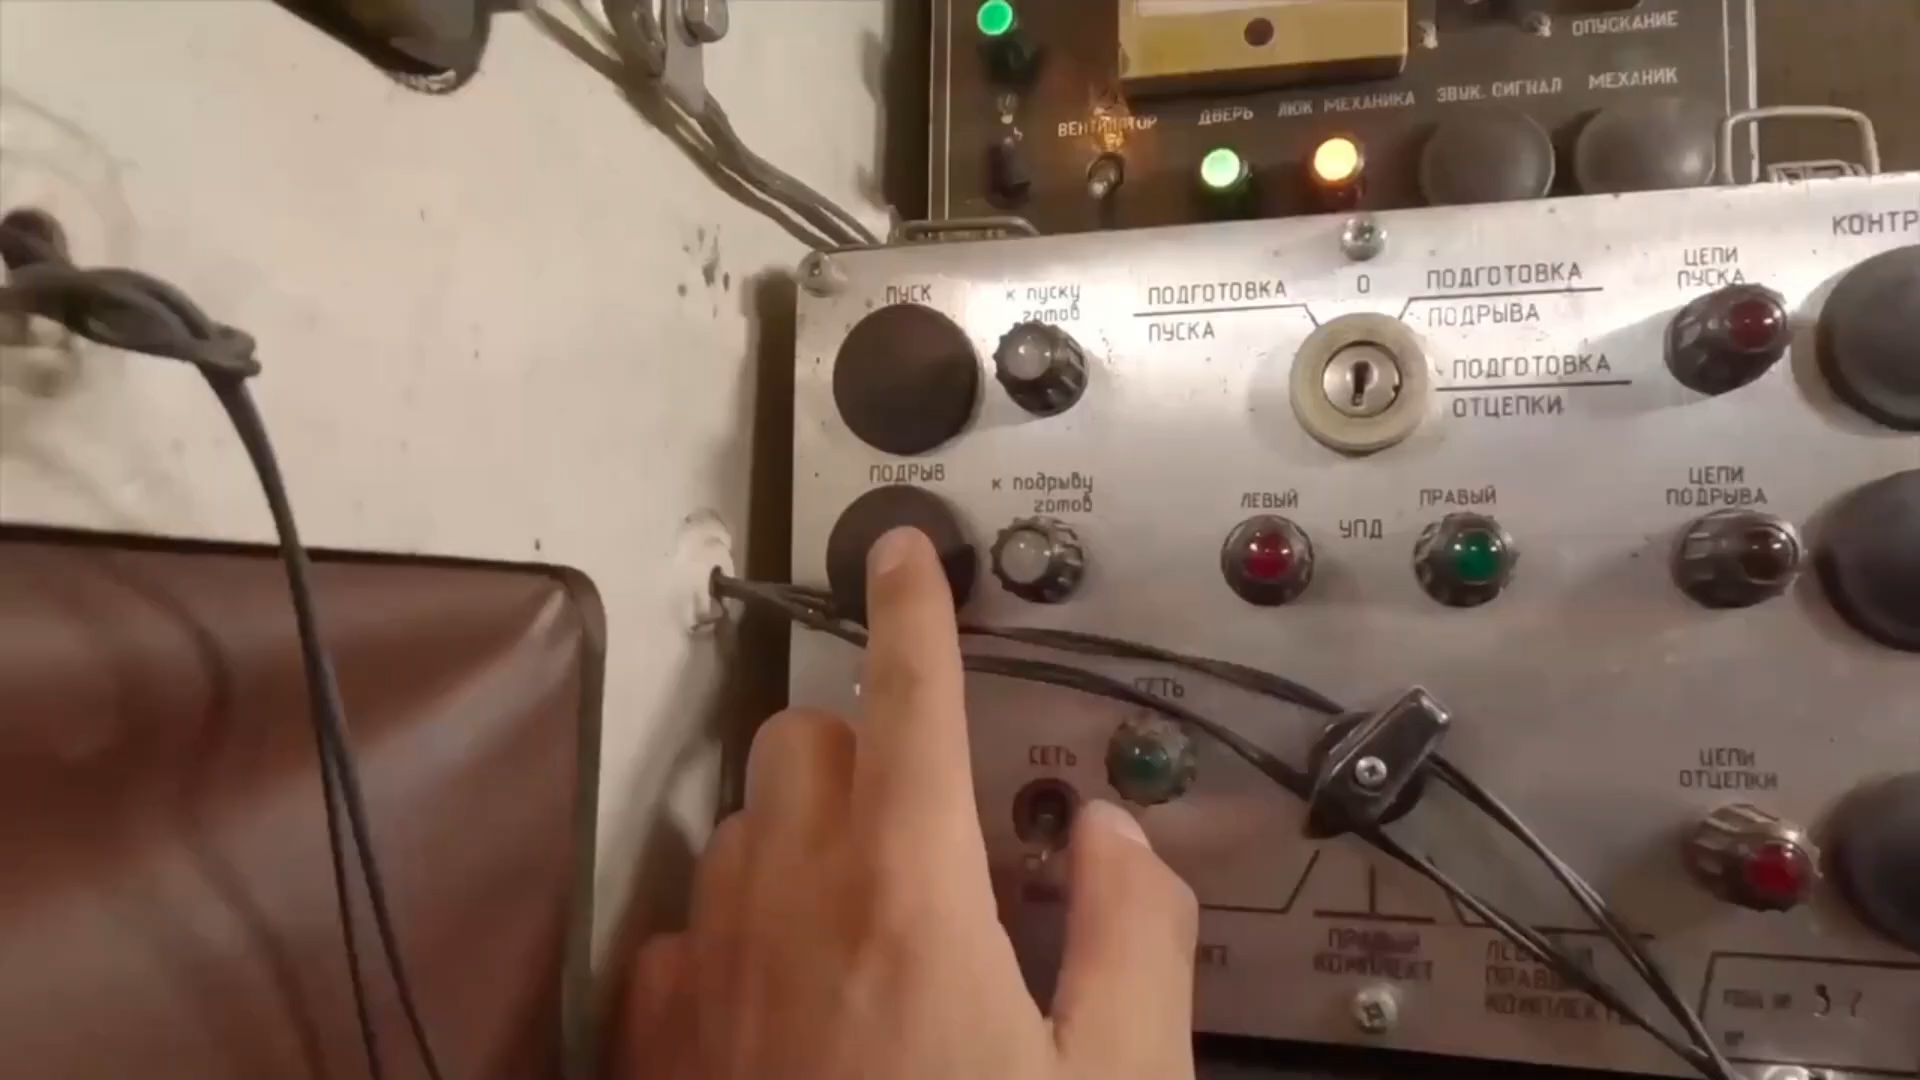 ОПУСКАНИЕ
ВЕНТИЛЯТОР
ДВЕРЬ
ЛЮК МЕХАНИКА
ЗВУК. СИГНАЛ
МЕХАНИК
КОНТР
ПУСК
к пуску
готов
ПОДГОТОВКА
ПУСКА
О
ПОДГОТОВКА
ПОДРЫВА
ПОДГОТОВКА
ОТЦЕПКИ
ЦЕПИ
ПУСКА
ПОДРЫВ
к подрыву
готов
ЛЕВЫЙ
УПД
ПРАВЫЙ
ЦЕПИ
ПОДРЫВА
СЕТЬ
СЕТЬ
ЦЕПИ
ОТЦЕПКИ
ПРАВЫЙ
КОМПЛЕКТ